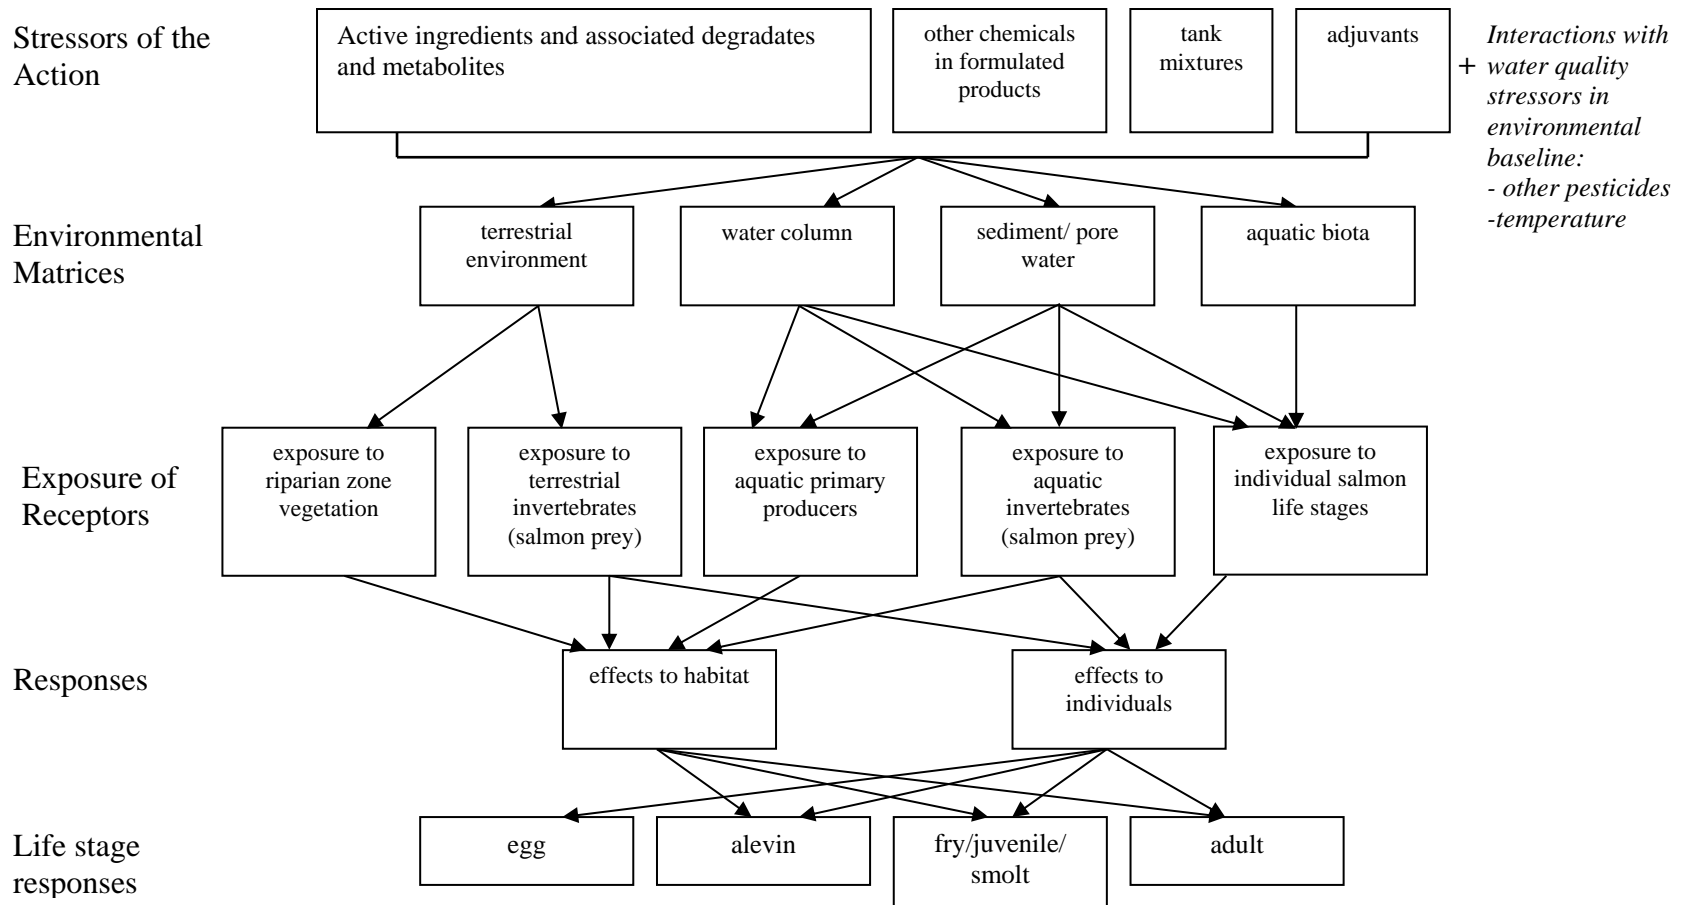 Stressors of the
Action
Active ingredients and associated degradates
and metabolites
other chemicals
in formulated
products
tank
mixtures
adjuvants
+
Interactions with
water quality
stressors in
environmental
baseline:
- other pesticides
-temperature
Environmental
Matrices
terrestrial
environment
water column
sediment/ pore
water
aquatic biota
Exposure of
Receptors
exposure to
riparian zone
vegetation
exposure to
terrestrial
invertebrates
(salmon prey)
exposure to
aquatic primary
producers
exposure to
aquatic
invertebrates
(salmon prey)
exposure to
individual salmon
life stages
Responses
effects to habitat
effects to
individuals
Life stage
responses
egg
alevin
fry/juvenile/
smolt
adult